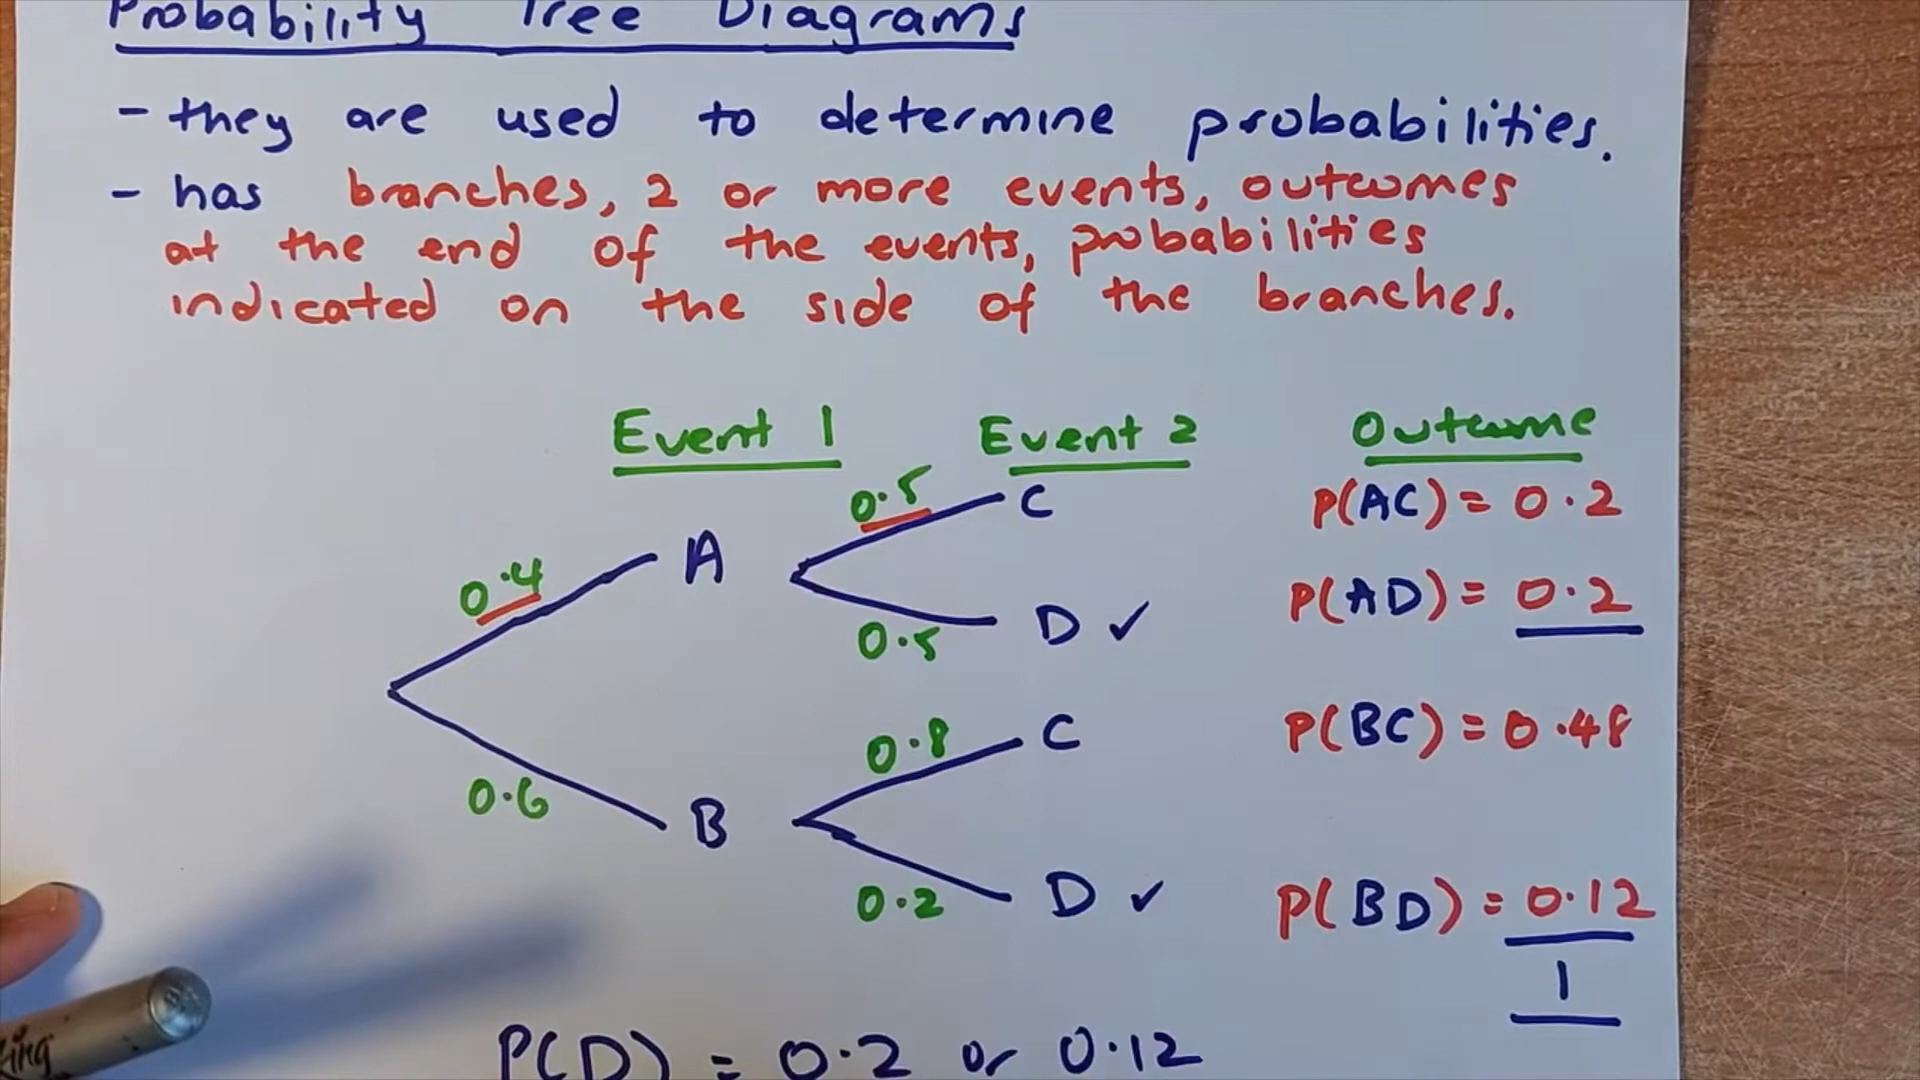 Probability Tree Diagrams
- they are used to determine probabilities.
- has branches, 2 or more events, outcomes
at the end of the events, probabilities
indicated on the side of the branches.
Event 1 Event 2 Outcome
0.5 C P(AC) = 0.2
0.4 A
D ✓ P(AD) = 0.2
0.5
0.8 C P(BC) = 0.48
0.6 B
0.2 D ✓ P(BD) = 0.12
1
P(D) = 0.2 or 0.12